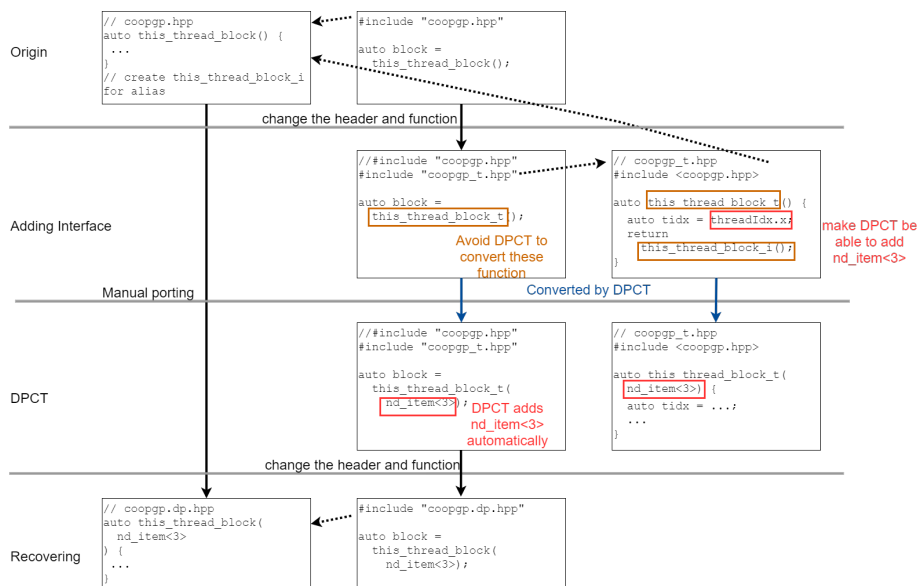 Origin
// coopgp.hpp
auto this_thread_block() {
...
}
// create this_thread_block_i
for alias
#include "coopgp.hpp"
auto block =
this_thread_block();
change the header and function
Adding Interface
//#include "coopgp.hpp"
#include "coopgp_t.hpp"
auto block =
this_thread_block_t();
Avoid DPCT to
convert these
function
// coopgp_t.hpp
#include <coopgp.hpp>
auto this_thread_block_t() {
auto tidx = threadIdx.x;
return
this_thread_block_i();
}
make DPCT be
able to add
nd_item<3>
Manual porting
Converted by DPCT
DPCT
//#include "coopgp.hpp"
#include "coopgp_t.hpp"
auto block =
this_thread_block_t(
nd_item<3>);
DPCT adds
nd_item<3>
automatically
// coopgp_t.hpp
#include <coopgp.hpp>
auto this_thread_block_t(
nd_item<3>) {
auto tidx = ...;
...
}
change the header and function
Recovering
// coopgp.dp.hpp
auto this_thread_block(
nd_item<3>
) {
...
}
#include "coopgp.dp.hpp"
auto block =
this_thread_block(
nd_item<3>);